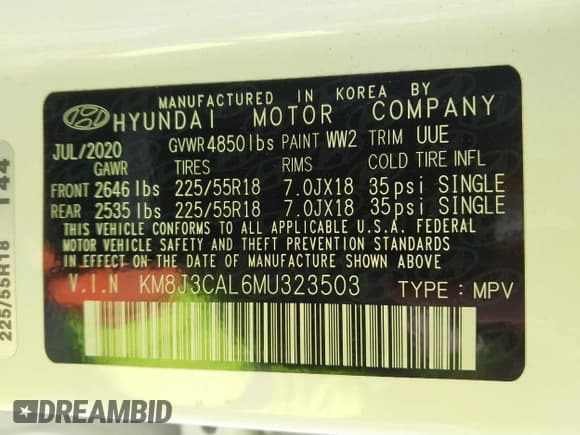 MANUFACTURED IN KOREA BY
HYUNDAI MOTOR COMPANY
JUL/2020 GVWR 4850lbs PAINT WW2 TRIM UUE
GAWR TIRES RIMS COLD TIRE INFL
FRONT 2646 lbs 225/55R18 7.0JX18 35psi SINGLE
REAR 2535 lbs 225/55R18 7.0JX18 35psi SINGLE
THIS VEHICLE CONFORMS TO ALL APPLICABLE U.S.A. FEDERAL
MOTOR VEHICLE SAFETY AND THEFT PREVENTION STANDARDS
IN EFFECT ON THE DATE OF MANUFACTURE SHOWN ABOVE.
V.I.N KM8J3CAL6MU323503 TYPE : MPV
225/55R18
DREAMBID